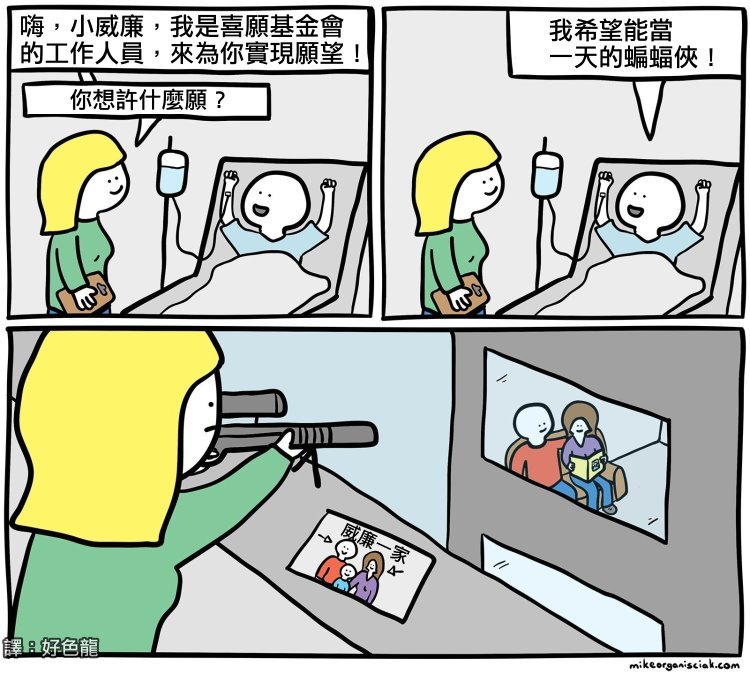 嗨，小威廉，我是喜願基金會
的工作人員，來為你實現願望！
你想許什麼願？
我希望能當
一天的蝙蝠俠！
威廉一家
譯：好色龍
mikeorganisciak.com